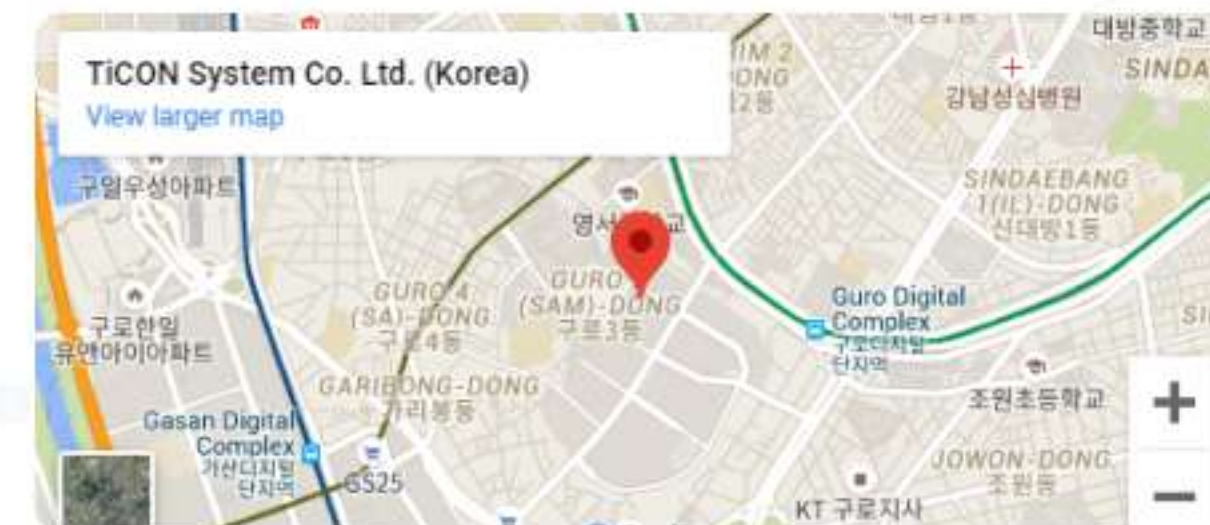 TiCON System Co. Ltd. (Korea)
View larger map
대방중학교
SINDA
강남성심병원
구일우성아파트
SINDAEBANG
1(IL)-DONG
신대방1동
GURO 4
(SA)-DONG
구로4동
GURO
(SAM)-DONG
구로3동
Guro Digital
Complex
구로디지털
단지역
구로한일
유앤아이아파트
GARIBONG-DONG
가리봉동
Gasan Digital
Complex
가산디지털
단지역
GS25
조원초등학교
JOWON-DONG
조원동
KT 구로지사